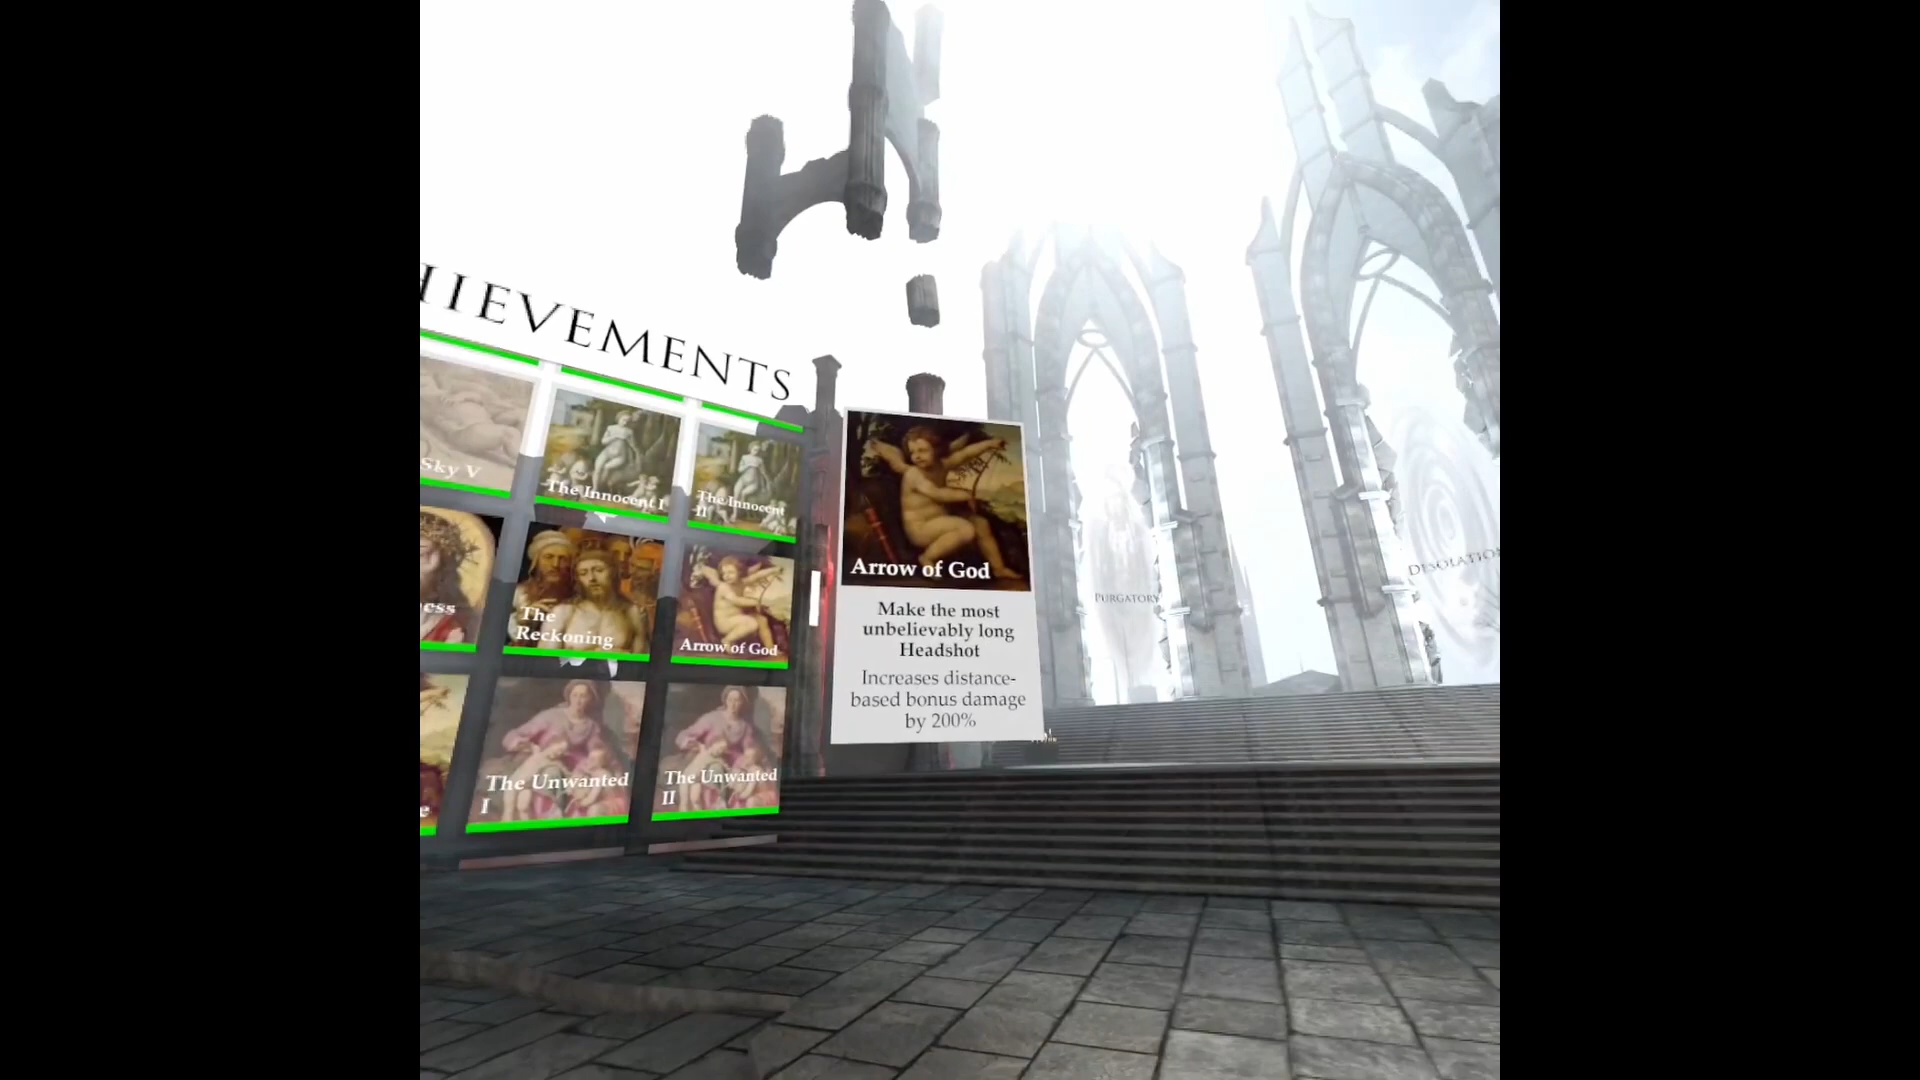 HIEVEMENTS
Sky V
The Innocent I
The Innocent
II
ess
The
Reckoning
Arrow of God
e
The Unwanted
I
The Unwanted
II
Arrow of God
Make the most
unbelievably long
Headshot
Increases distance-
based bonus damage
by 200%
PURGATORY
DESOLATION